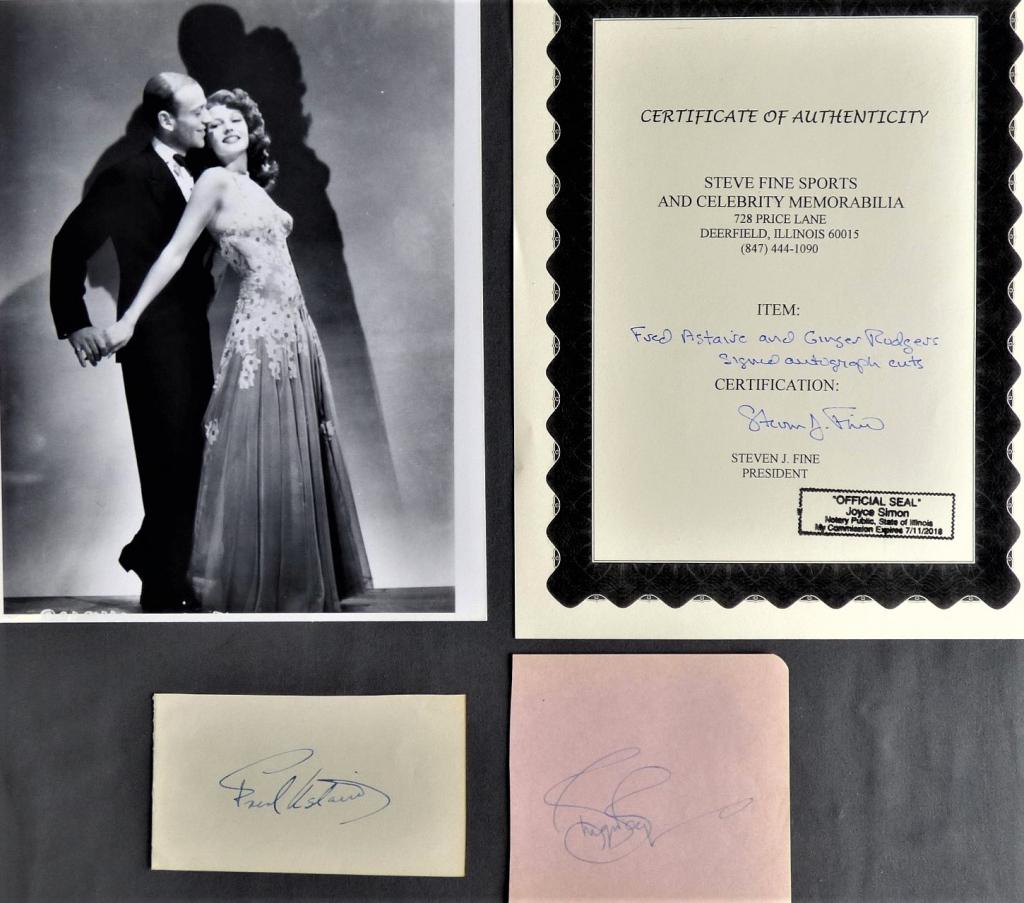 CERTIFICATE OF AUTHENTICITY
STEVE FINE SPORTS
AND CELEBRITY MEMORABILIA
728 PRICE LANE
DEERFIELD, ILLINOIS 60015
(847) 444-1090
ITEM:
Fred Astaire and Ginger Rodgers
Signed autograph cuts
CERTIFICATION:
Steven J. Fine
STEVEN J. FINE
PRESIDENT
"OFFICIAL SEAL"
Joyce Simon
Notary Public, State of Illinois
My Commission Expires 7/11/2018
Fred Astaire